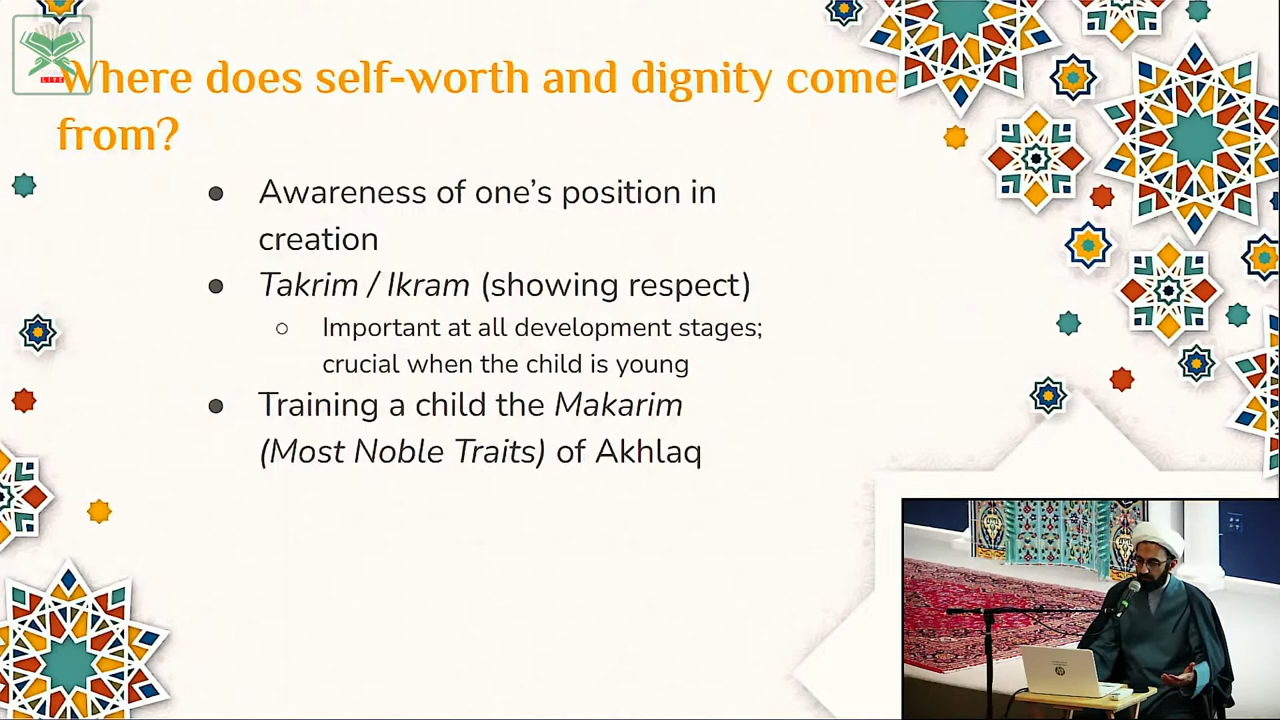 LIFE
Where does self-worth and dignity come
from?
● Awareness of one’s position in
creation
● Takrim / Ikram (showing respect)
○ Important at all development stages;
crucial when the child is young
● Training a child the Makarim
(Most Noble Traits) of Akhlaq